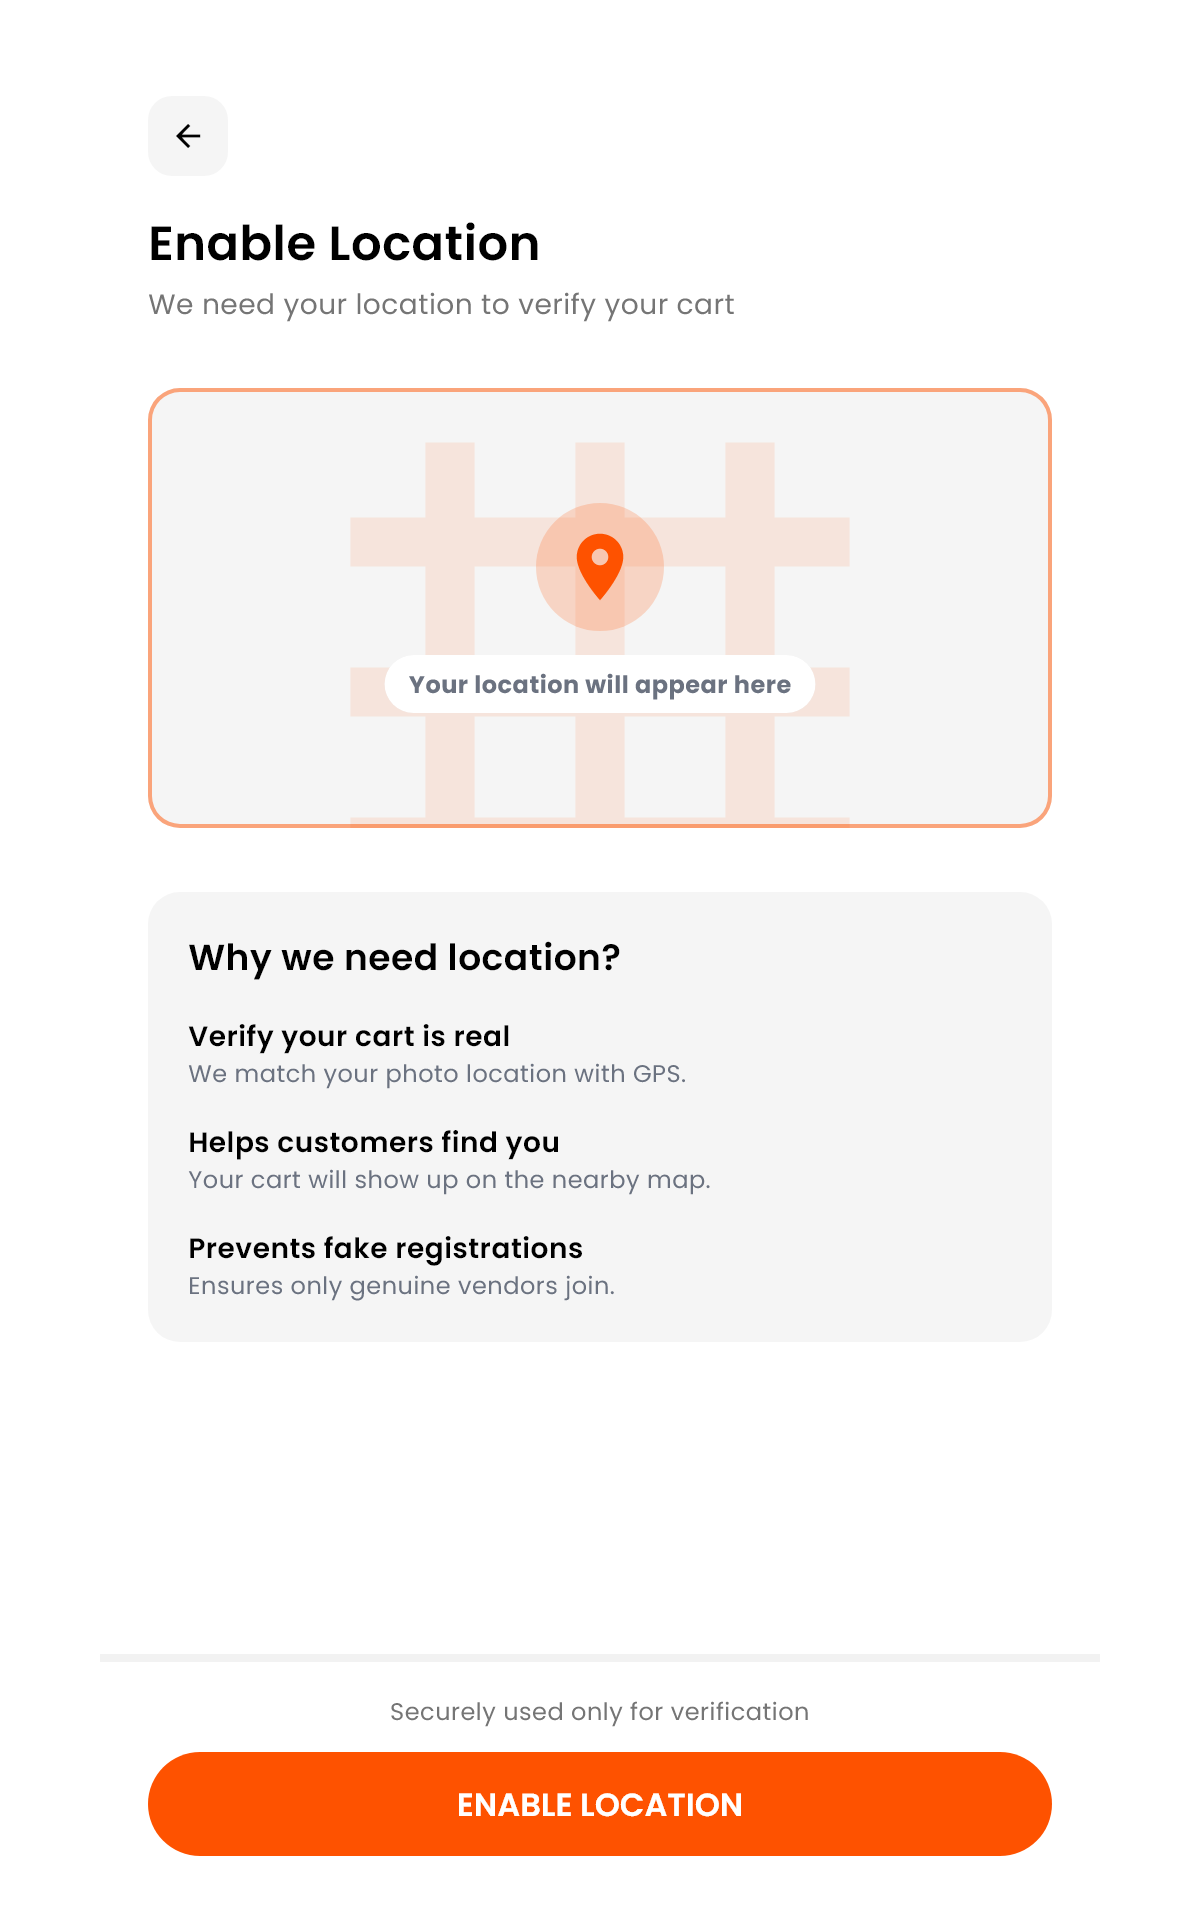 Enable Location
We need your location to verify your cart
Your location will appear here
Why we need location?
Verify your cart is real
We match your photo location with GPS.
Helps customers find you
Your cart will show up on the nearby map.
Prevents fake registrations
Ensures only genuine vendors join.
Securely used only for verification
ENABLE LOCATION